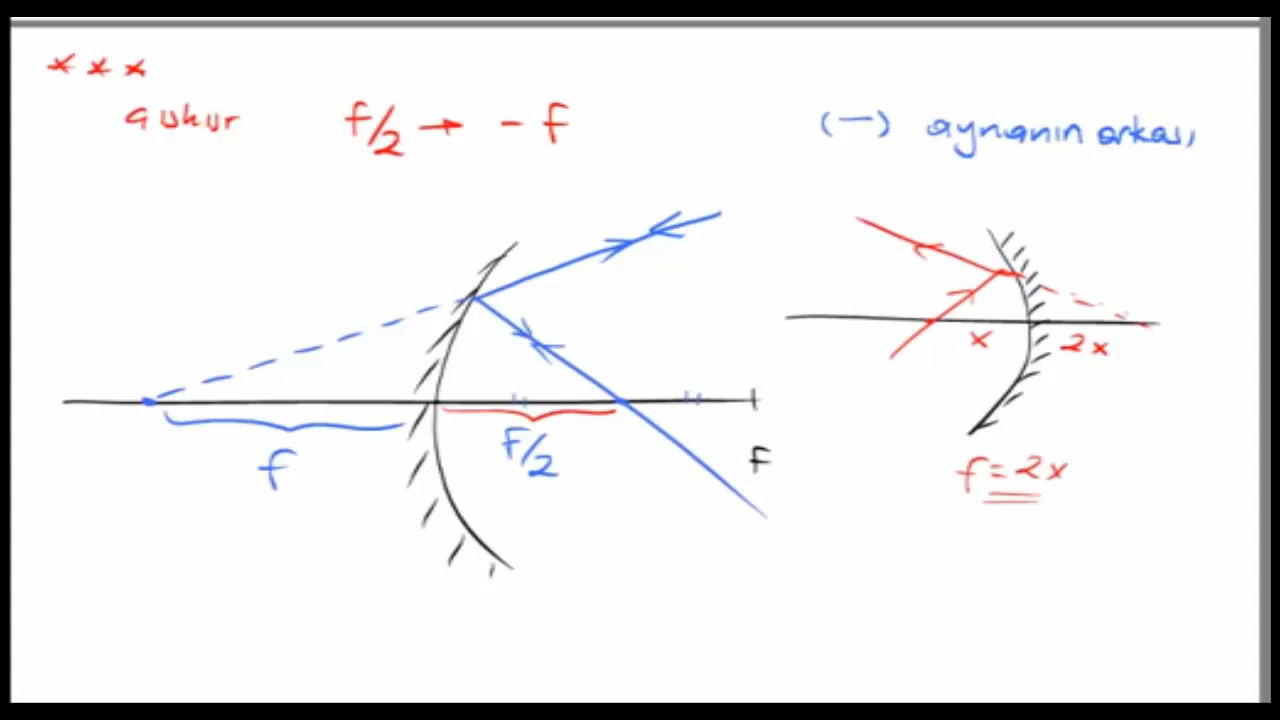 * * *
çukur f/2 → - f
(-) aynanın arkası
x 2x
f f/2 F
f = 2x